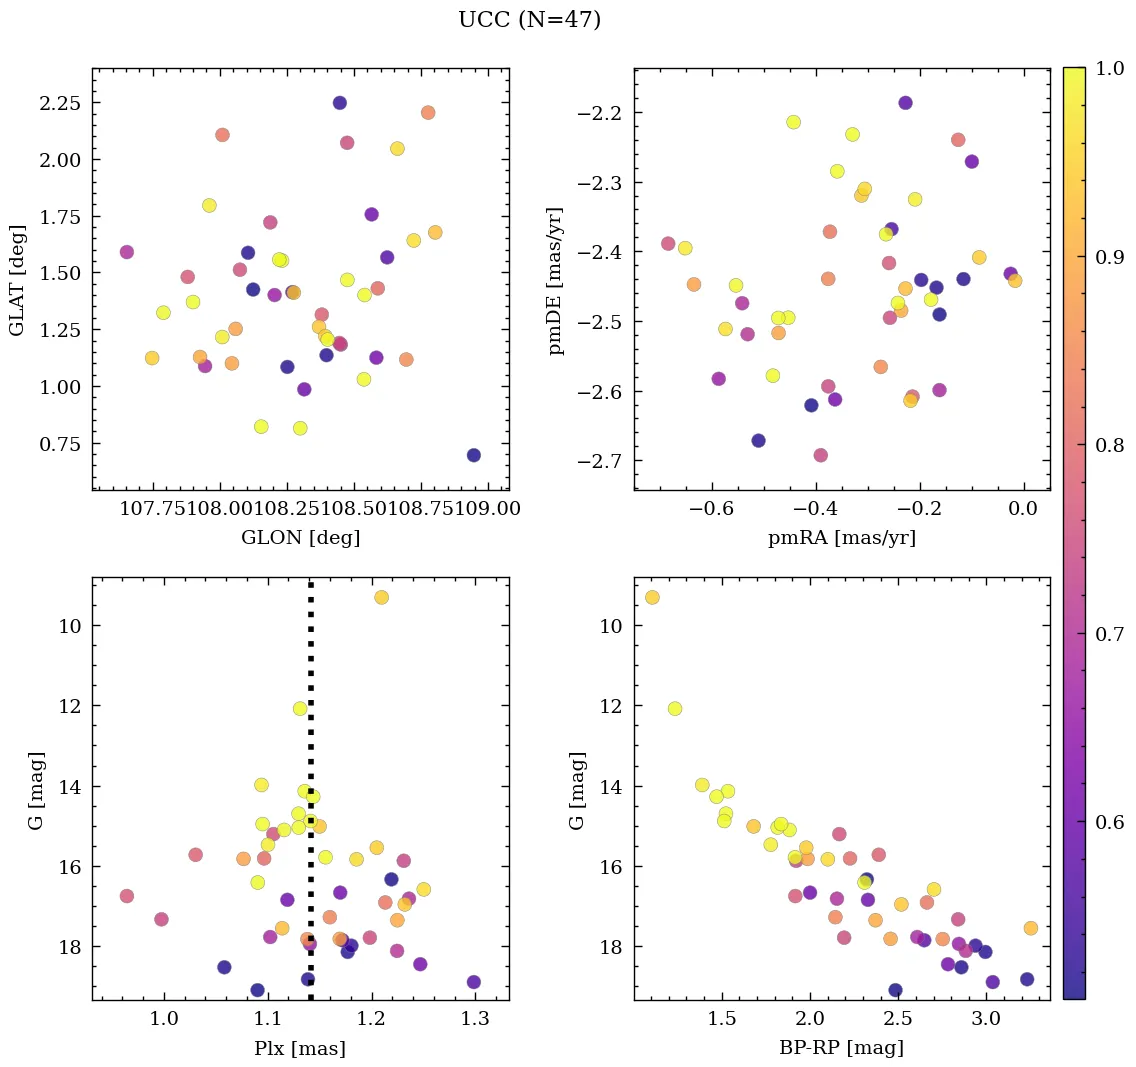 UCC (N=47)
2.25
2.00
1.75
1.50
1.25
1.00
0.75
GLAT [deg]
107.75108.00108.25108.50108.75109.00
GLON [deg]
−2.2
−2.3
−2.4
−2.5
−2.6
−2.7
pmDE [mas/yr]
−0.6 −0.4 −0.2 0.0
pmRA [mas/yr]
1.0
0.9
0.8
0.7
0.6
10
12
14
16
18
G [mag]
1.0 1.1 1.2 1.3
Plx [mas]
10
12
14
16
18
G [mag]
1.5 2.0 2.5 3.0
BP-RP [mag]